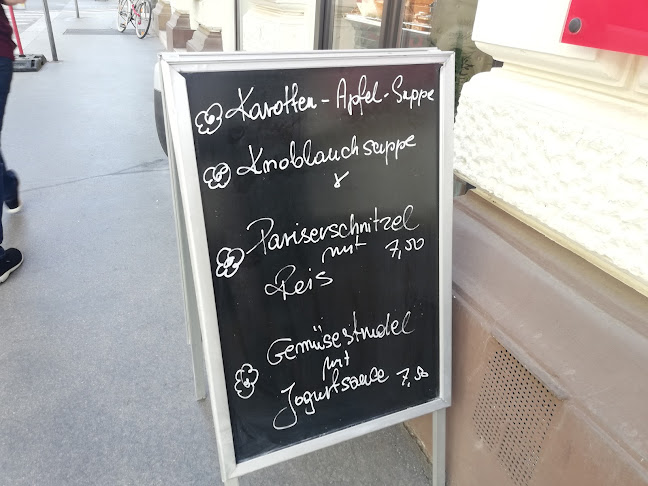 Karotten-Apfel-Suppe
Knoblauchsuppe
&
Pariserschnitzel
mit 7,50
Reis
Gemüsestrudel
mit
Jogurtsauce 7,50